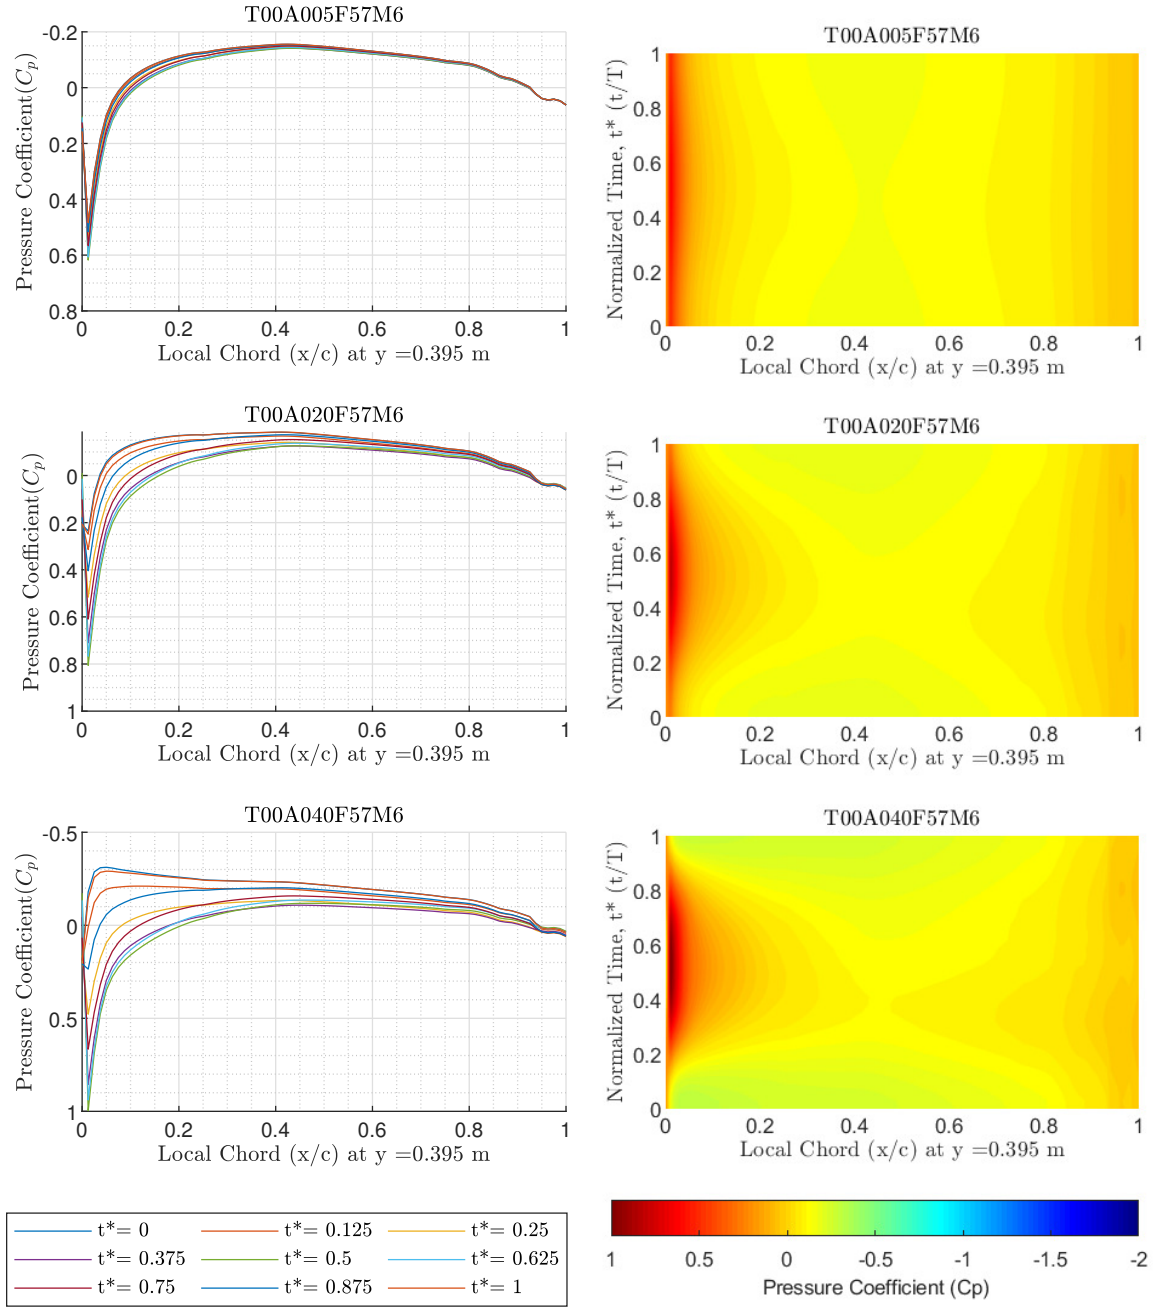 T00A005F57M6
-0.2
0
0.2
0.4
0.6
0.8
0 0.2 0.4 0.6 0.8 1
Pressure Coefficient(Cp)
Local Chord (x/c) at y =0.395 m
T00A005F57M6
1
0.8
0.6
0.4
0.2
0
0 0.2 0.4 0.6 0.8 1
Normalized Time, t* (t/T)
Local Chord (x/c) at y =0.395 m
T00A020F57M6
0
0.2
0.4
0.6
0.8
1
0 0.2 0.4 0.6 0.8 1
Pressure Coefficient(Cp)
Local Chord (x/c) at y =0.395 m
T00A020F57M6
1
0.8
0.6
0.4
0.2
0
0 0.2 0.4 0.6 0.8 1
Normalized Time, t* (t/T)
Local Chord (x/c) at y =0.395 m
T00A040F57M6
-0.5
0
0.5
1
0 0.2 0.4 0.6 0.8 1
Pressure Coefficient(Cp)
Local Chord (x/c) at y =0.395 m
T00A040F57M6
1
0.8
0.6
0.4
0.2
0
0 0.2 0.4 0.6 0.8 1
Normalized Time, t* (t/T)
Local Chord (x/c) at y =0.395 m
t*= 0 t*= 0.125 t*= 0.25
t*= 0.375 t*= 0.5 t*= 0.625
t*= 0.75 t*= 0.875 t*= 1
1 0.5 0 -0.5 -1 -1.5 -2
Pressure Coefficient (Cp)